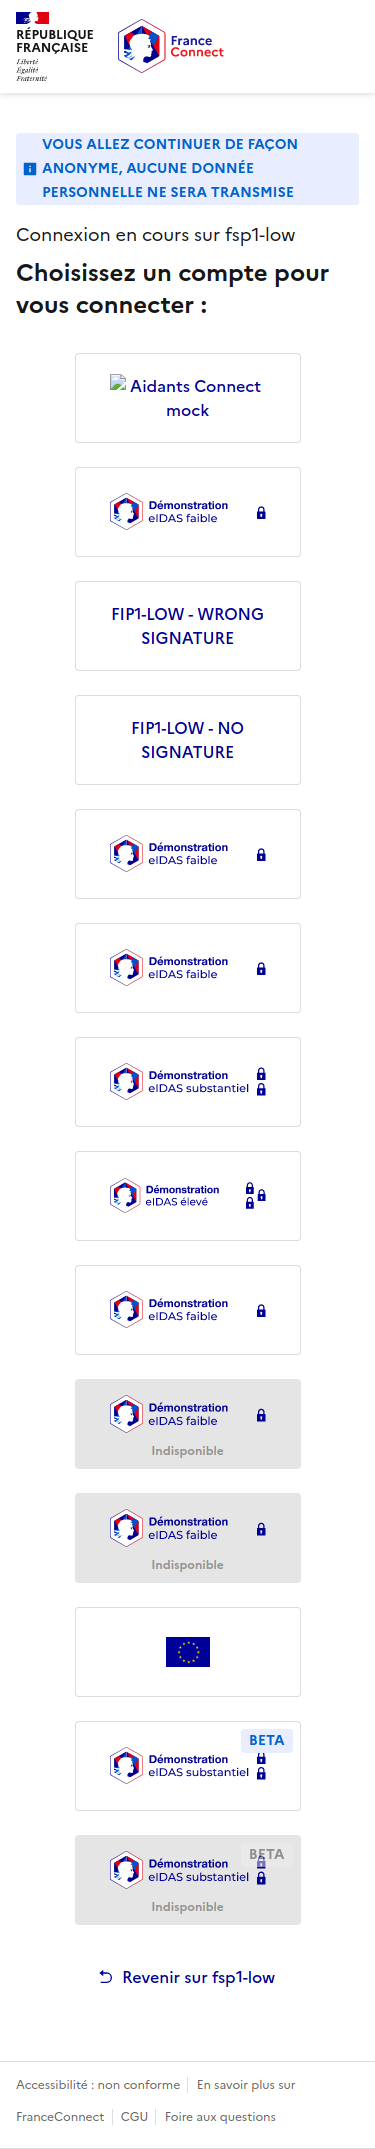 RÉPUBLIQUE
FRANÇAISE
Liberté
Égalité
Fraternité
France
Connect
VOUS ALLEZ CONTINUER DE FAÇON
ANONYME, AUCUNE DONNÉE
PERSONNELLE NE SERA TRANSMISE
Connexion en cours sur fsp1-low
Choisissez un compte pour
vous connecter :
Aidants Connect
mock
Démonstration
eIDAS faible
FIP1-LOW - WRONG
SIGNATURE
FIP1-LOW - NO
SIGNATURE
Démonstration
eIDAS faible
Démonstration
eIDAS faible
Démonstration
eIDAS substantiel
Démonstration
eIDAS élevé
Démonstration
eIDAS faible
Démonstration
eIDAS faible
Indisponible
Démonstration
eIDAS faible
Indisponible
BETA
Démonstration
eIDAS substantiel
BETA
Démonstration
eIDAS substantiel
Indisponible
Revenir sur fsp1-low
Accessibilité : non conforme
En savoir plus sur
FranceConnect
CGU
Foire aux questions